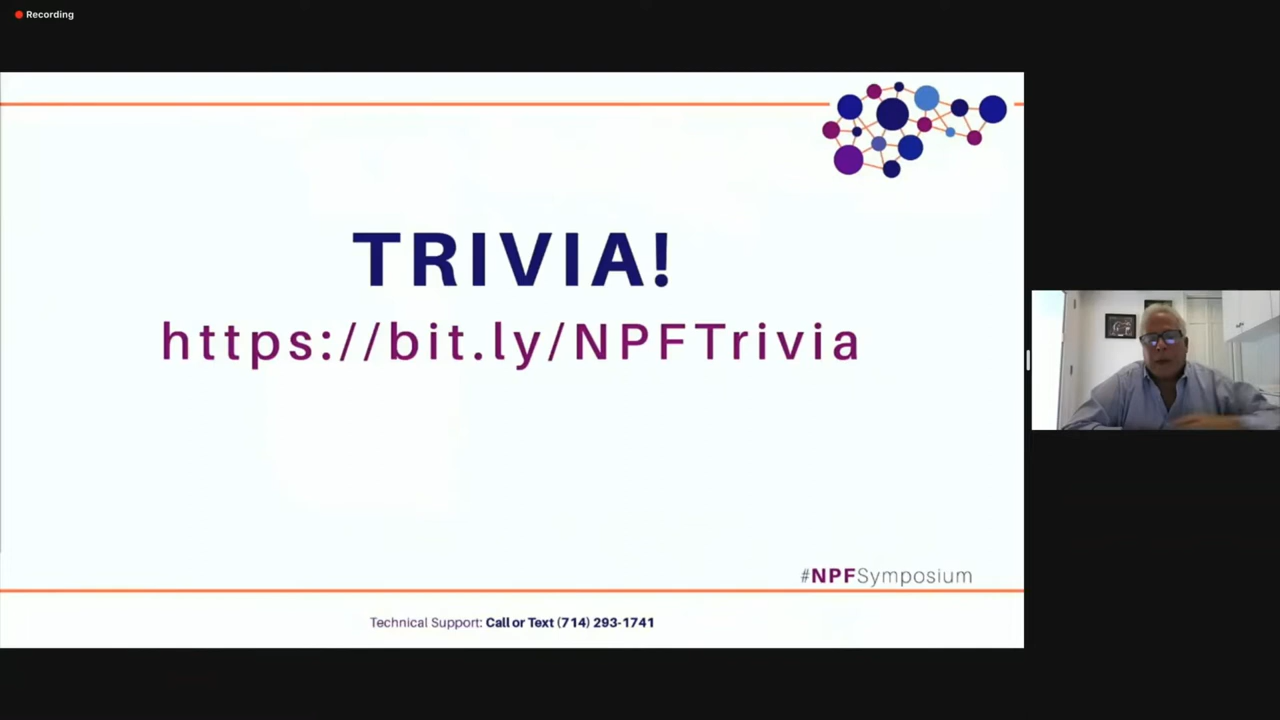 Recording
TRIVIA!
https://bit.ly/NPFTrivia
#NPFSymposium
Technical Support: Call or Text (714) 293-1741